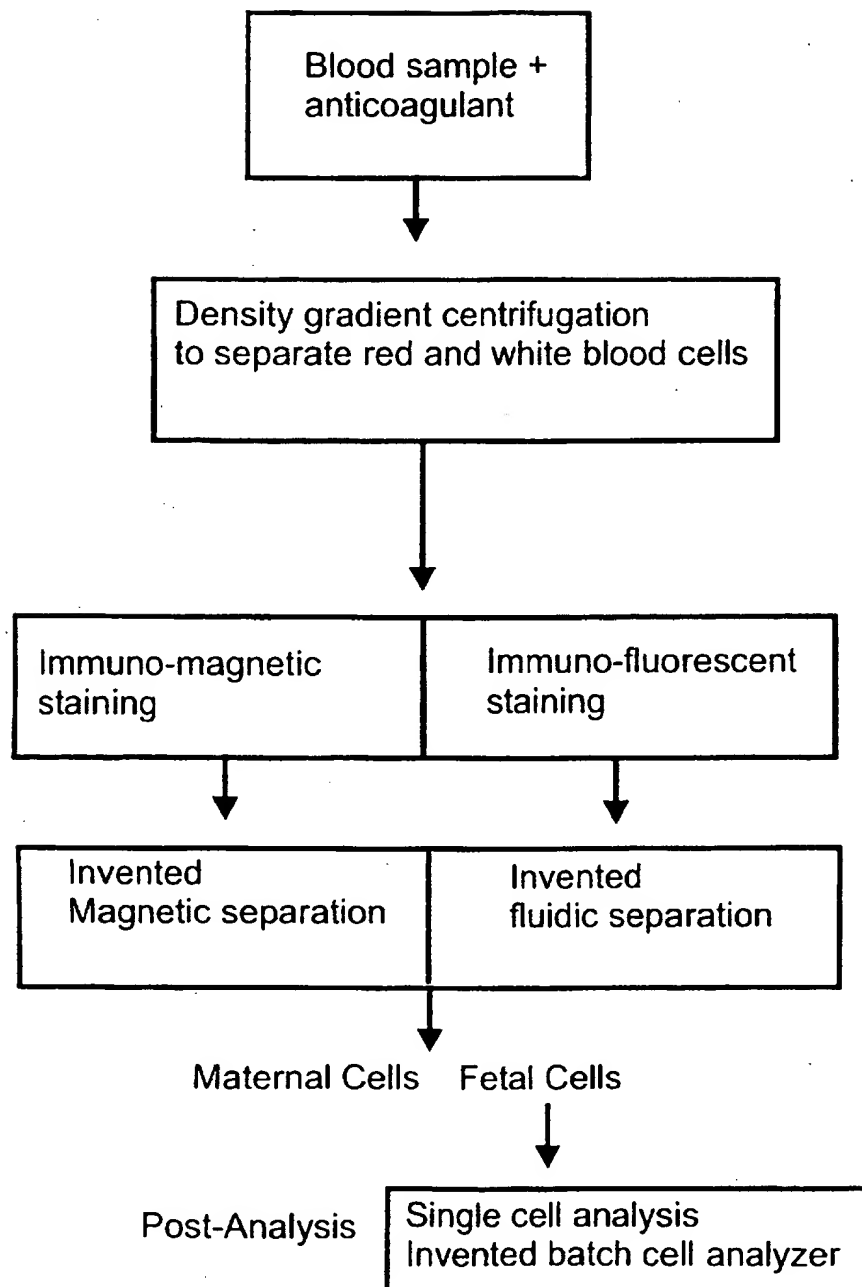 Blood sample +
anticoagulant
Density gradient centrifugation
to separate red and white blood cells
Immuno-magnetic
staining
Immuno-fluorescent
staining
Invented
Magnetic separation
Invented
fluidic separation
Maternal Cells Fetal Cells
Post-Analysis
Single cell analysis
Invented batch cell analyzer